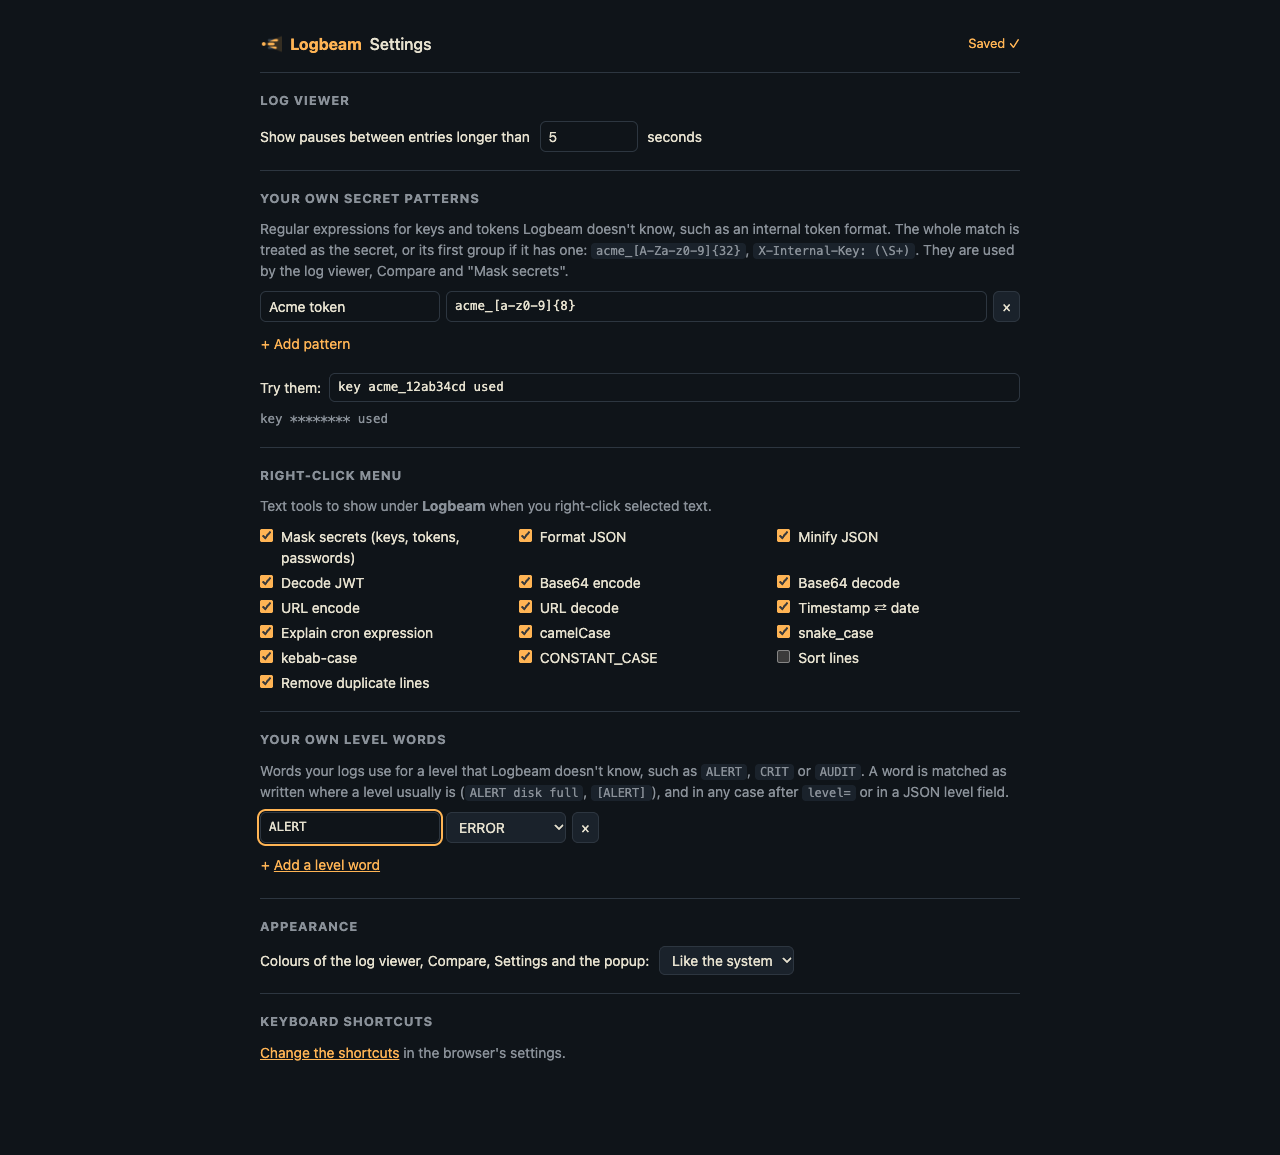 Logbeam Settings
Saved ✓
LOG VIEWER
Show pauses between entries longer than 5 seconds
YOUR OWN SECRET PATTERNS
Regular expressions for keys and tokens Logbeam doesn't know, such as an internal token format. The whole match is
treated as the secret, or its first group if it has one: acme_[A-Za-z0-9]{32}, X-Internal-Key: (\S+). They are used
by the log viewer, Compare and "Mask secrets".
Acme token acme_[a-z0-9]{8} ×
+ Add pattern
Try them: key acme_12ab34cd used
key ******** used
RIGHT-CLICK MENU
Text tools to show under Logbeam when you right-click selected text.
Mask secrets (keys, tokens,
passwords)
Format JSON
Minify JSON
Decode JWT
Base64 encode
Base64 decode
URL encode
URL decode
Timestamp ⇄ date
Explain cron expression
camelCase
snake_case
kebab-case
CONSTANT_CASE
Sort lines
Remove duplicate lines
YOUR OWN LEVEL WORDS
Words your logs use for a level that Logbeam doesn't know, such as ALERT, CRIT or AUDIT. A word is matched as
written where a level usually is (ALERT disk full, [ALERT]), and in any case after level= or in a JSON level field.
ALERT ERROR ×
+ Add a level word
APPEARANCE
Colours of the log viewer, Compare, Settings and the popup: Like the system
KEYBOARD SHORTCUTS
Change the shortcuts in the browser's settings.